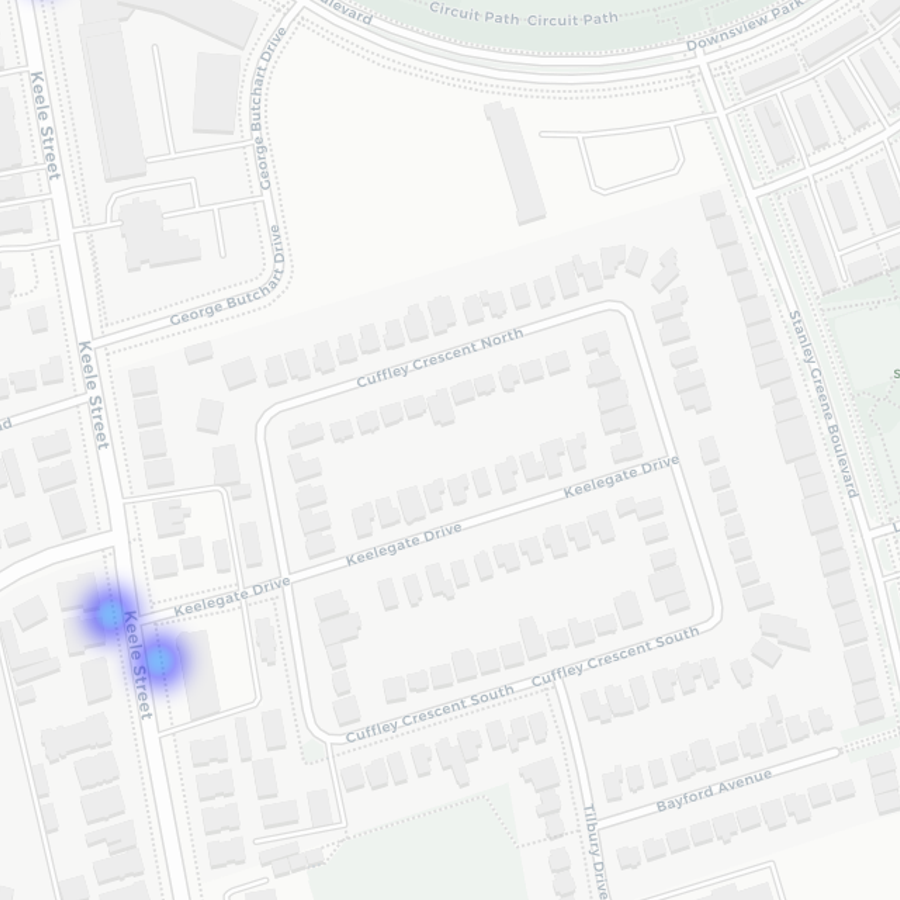 Circuit Path Circuit Path
Downsview Park
Keele Street
George Butchart Drive
George Butchart Drive
Keele Street
Cuffley Crescent North
Stanley Greene Boulevard
Keelegate Drive
Keelegate Drive
Keelegate Drive
Keele Street
Cuffley Crescent South
Cuffley Crescent South
Bayford Avenue
Tilbury Drive